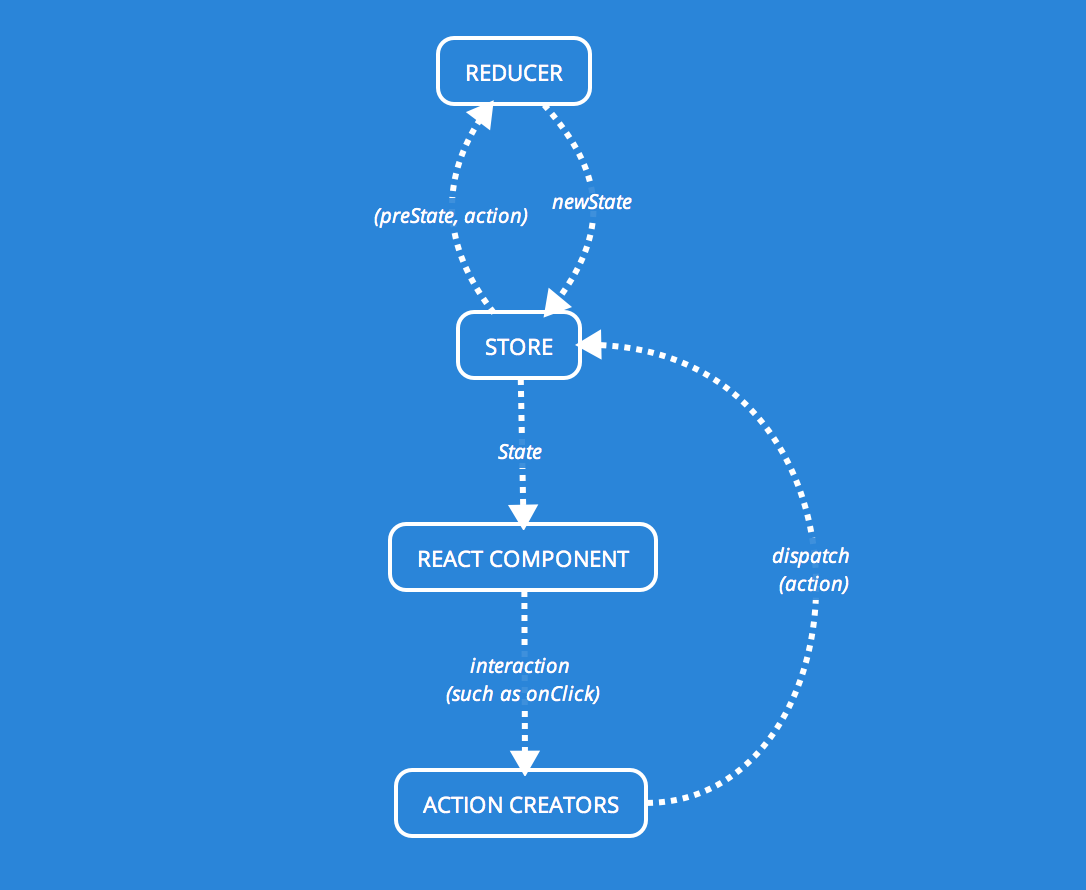 REDUCER
(preState, action)
newState
STORE
State
REACT COMPONENT
dispatch
(action)
interaction
(such as onClick)
ACTION CREATORS